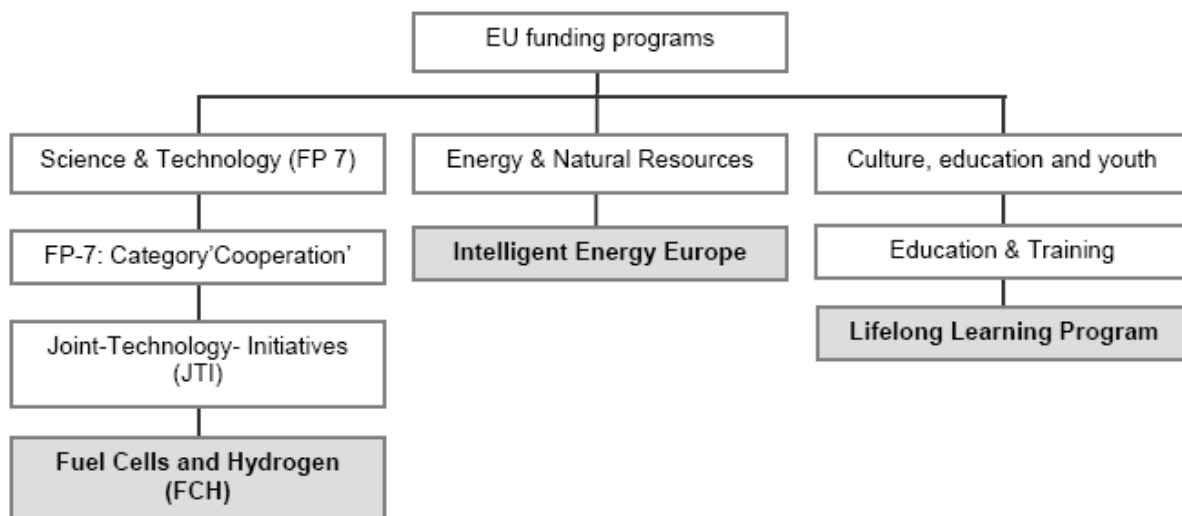 EU funding programs
Science & Technology (FP 7)
Energy & Natural Resources
Culture, education and youth
FP-7: Category'Cooperation'
Intelligent Energy Europe
Education & Training
Joint-Technology- Initiatives
(JTI)
Lifelong Learning Program
Fuel Cells and Hydrogen
(FCH)